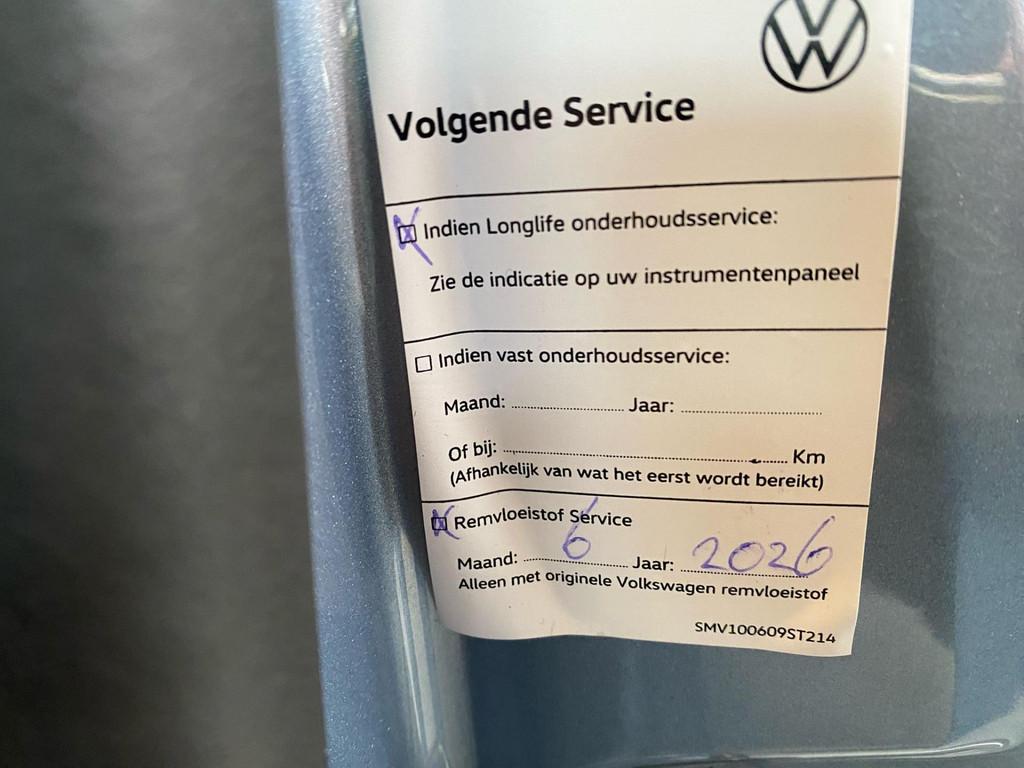 Volgende Service
Indien Longlife onderhoudsservice:
Zie de indicatie op uw instrumentenpaneel
Indien vast onderhoudsservice:
Maand: ........................ Jaar: ..............................
Of bij: ............................................................ Km
(Afhankelijk van wat het eerst wordt bereikt)
Remvloeistof Service
Maand: 6 Jaar: 2026
Alleen met originele Volkswagen remvloeistof
SMV100609ST214